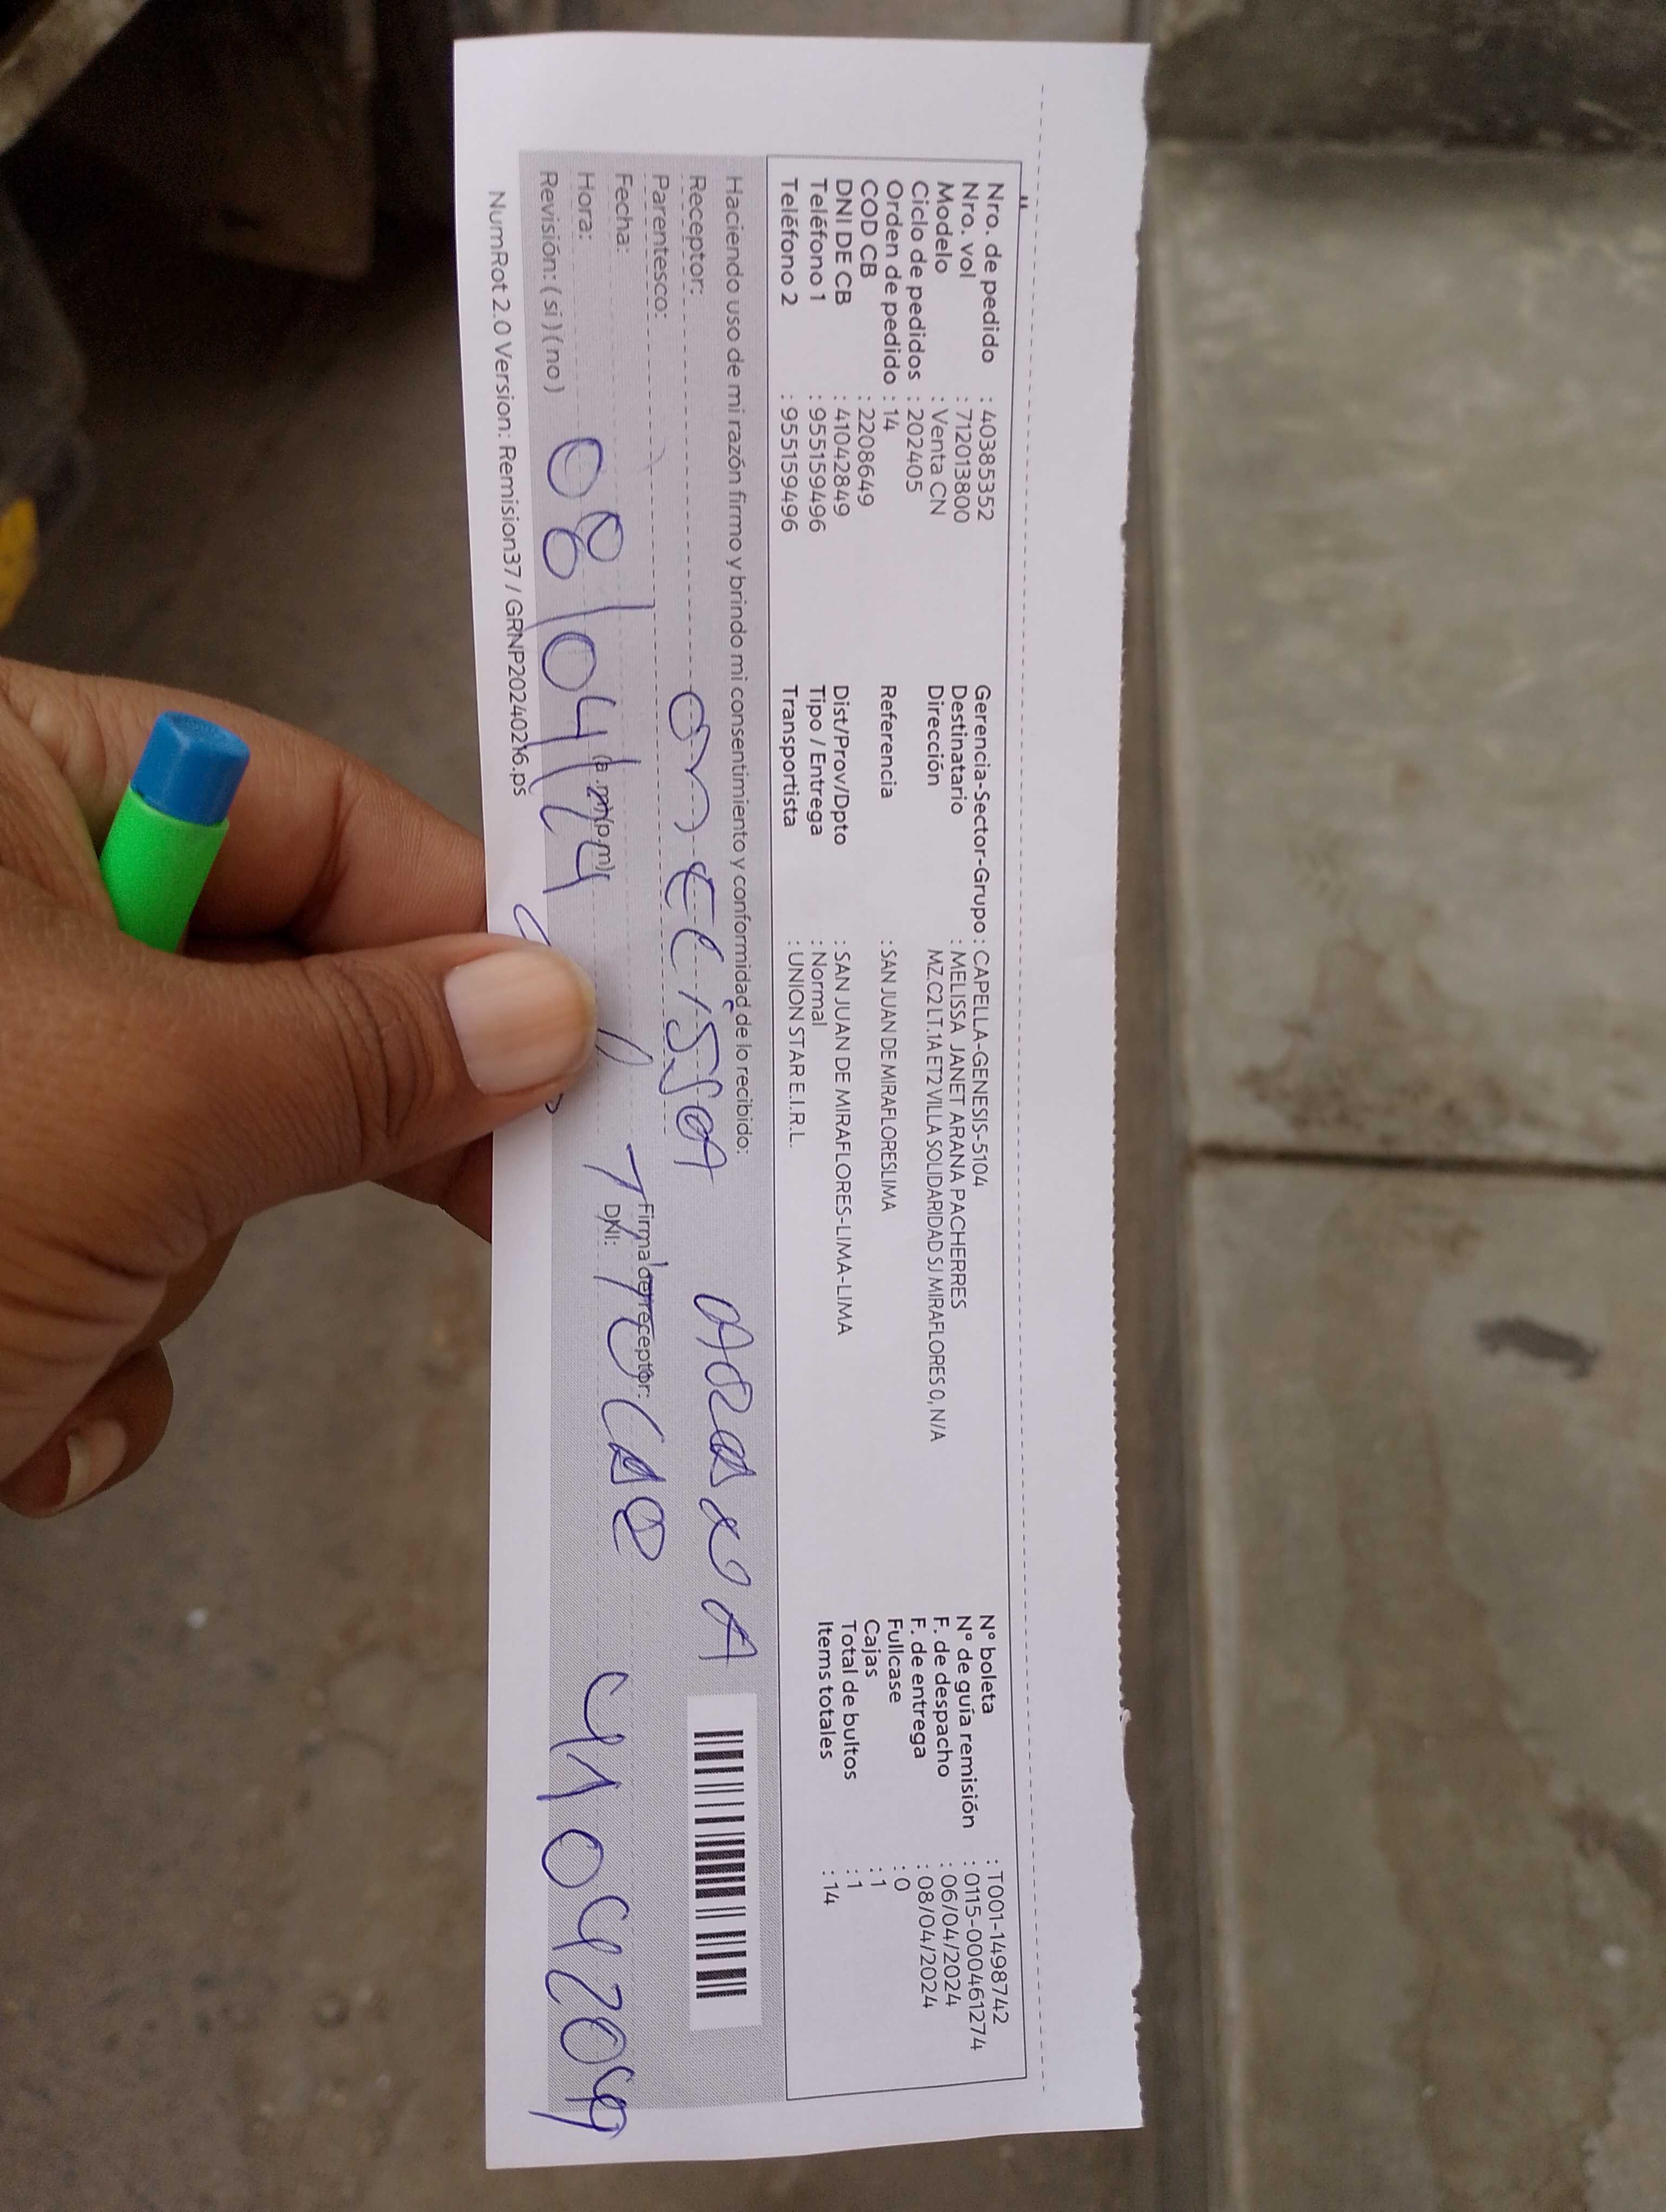 Nro. de pedido : 40385352
Nro. vol : 712013800
Modelo : Venta CN
Ciclo de pedidos : 202405
Orden de pedido : 14
COD CB : 2208649
DNI DE CB : 41042849
Teléfono 1 : 955159496
Teléfono 2 : 955159496
Gerencia-Sector-Grupo : CAPELLA-GENESIS-5104
Destinatario : MELISSA JANET ARANA PACHERRES
Dirección MZ.C2 LT.1A ET2 VILLA SOLIDARIDAD SJ MIRAFLORES 0, N/A
Referencia : SAN JUAN DE MIRAFLORESLIMA
Dist/Prov/Dpto : SAN JUAN DE MIRAFLORES-LIMA-LIMA
Tipo / Entrega : Normal
Transportista : UNION STAR E.I.R.L.
N° boleta : T001-1498742
N° de guía remisión : 0115-000461274
F. de despacho : 06/04/2024
F. de entrega : 08/04/2024
Fullcase : 0
Cajas : 1
Total de bultos : 1
Items totales : 14
Haciendo uso de mi razón firmo y brindo mi consentimiento y conformidad de lo recibido:
Receptor: melissa Arana
Parentesco:
Fecha:
Hora: (a.m)(p.m)
Firma de receptor:
DNI:
Revisión: ( si ) ( no ) 08/04/24
NumRot 2.0 Version: Remision37 / GRNP20240216.ps